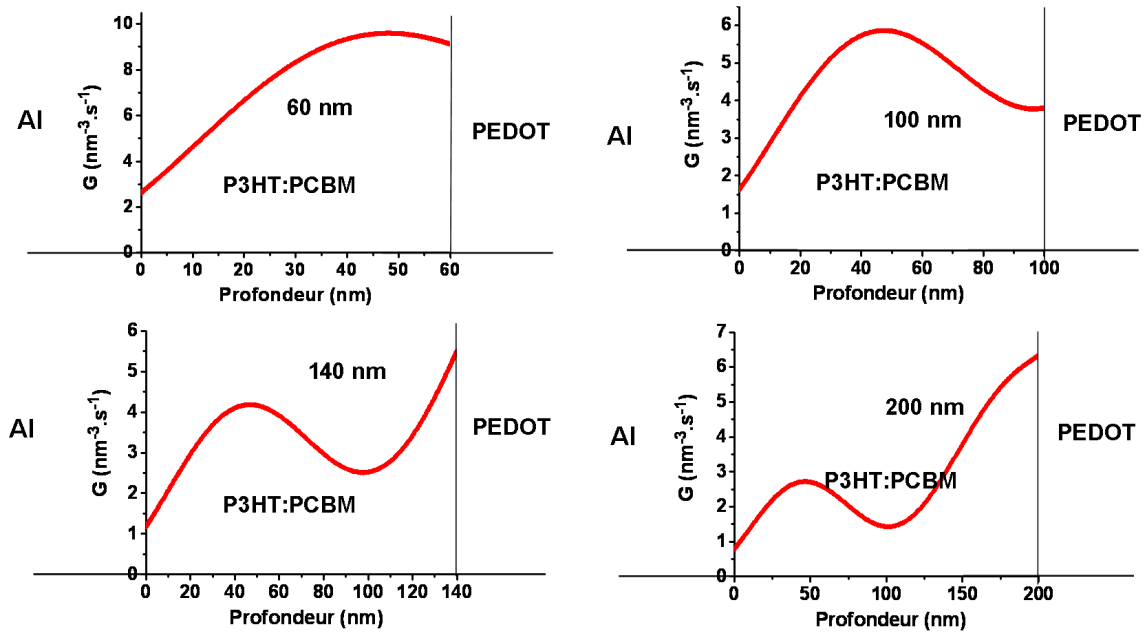 10
8
6
4
2
0
G (nm⁻³.s⁻¹)
Al
60 nm
P3HT:PCBM
PEDOT
0 10 20 30 40 50 60
Profondeur (nm)
6
5
4
3
2
1
0
G (nm⁻³.s⁻¹)
Al
100 nm
P3HT:PCBM
PEDOT
0 20 40 60 80 100
Profondeur (nm)
6
5
4
3
2
1
0
G (nm⁻³.s⁻¹)
Al
140 nm
P3HT:PCBM
PEDOT
0 20 40 60 80 100 120 140
Profondeur (nm)
7
6
5
4
3
2
1
0
G (nm⁻³.s⁻¹)
Al
200 nm
P3HT:PCBM
PEDOT
0 50 100 150 200
Profondeur (nm)